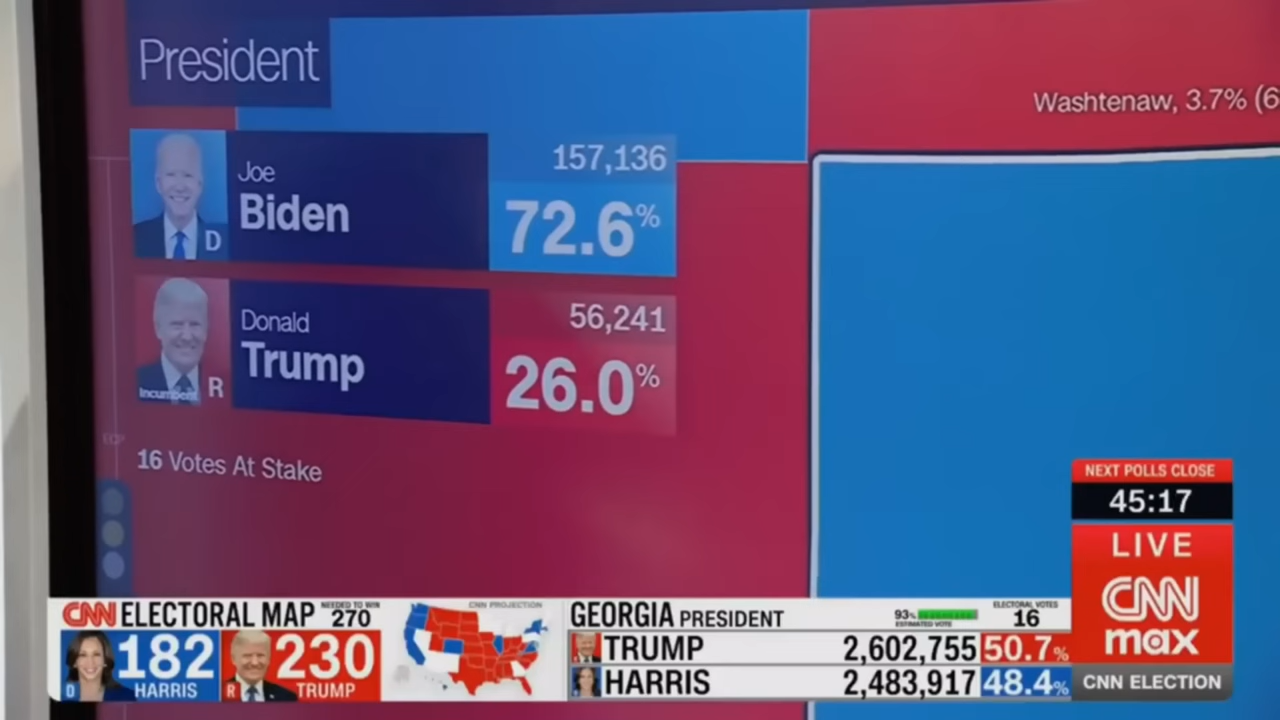 President
Washtenaw, 3.7% (6
Joe
Biden
D
157,136
72.6%
Donald
Trump
Incumbent R
56,241
26.0%
16 Votes At Stake
NEXT POLLS CLOSE
45:17
LIVE
CNN
max
CNN ELECTION
CNN ELECTORAL MAP NEEDED TO WIN 270
D 182 HARRIS
R 230 TRUMP
CNN PROJECTION
GEORGIA PRESIDENT
93% ESTIMATED VOTE
ELECTORAL VOTES
16
TRUMP 2,602,755 50.7%
HARRIS 2,483,917 48.4%